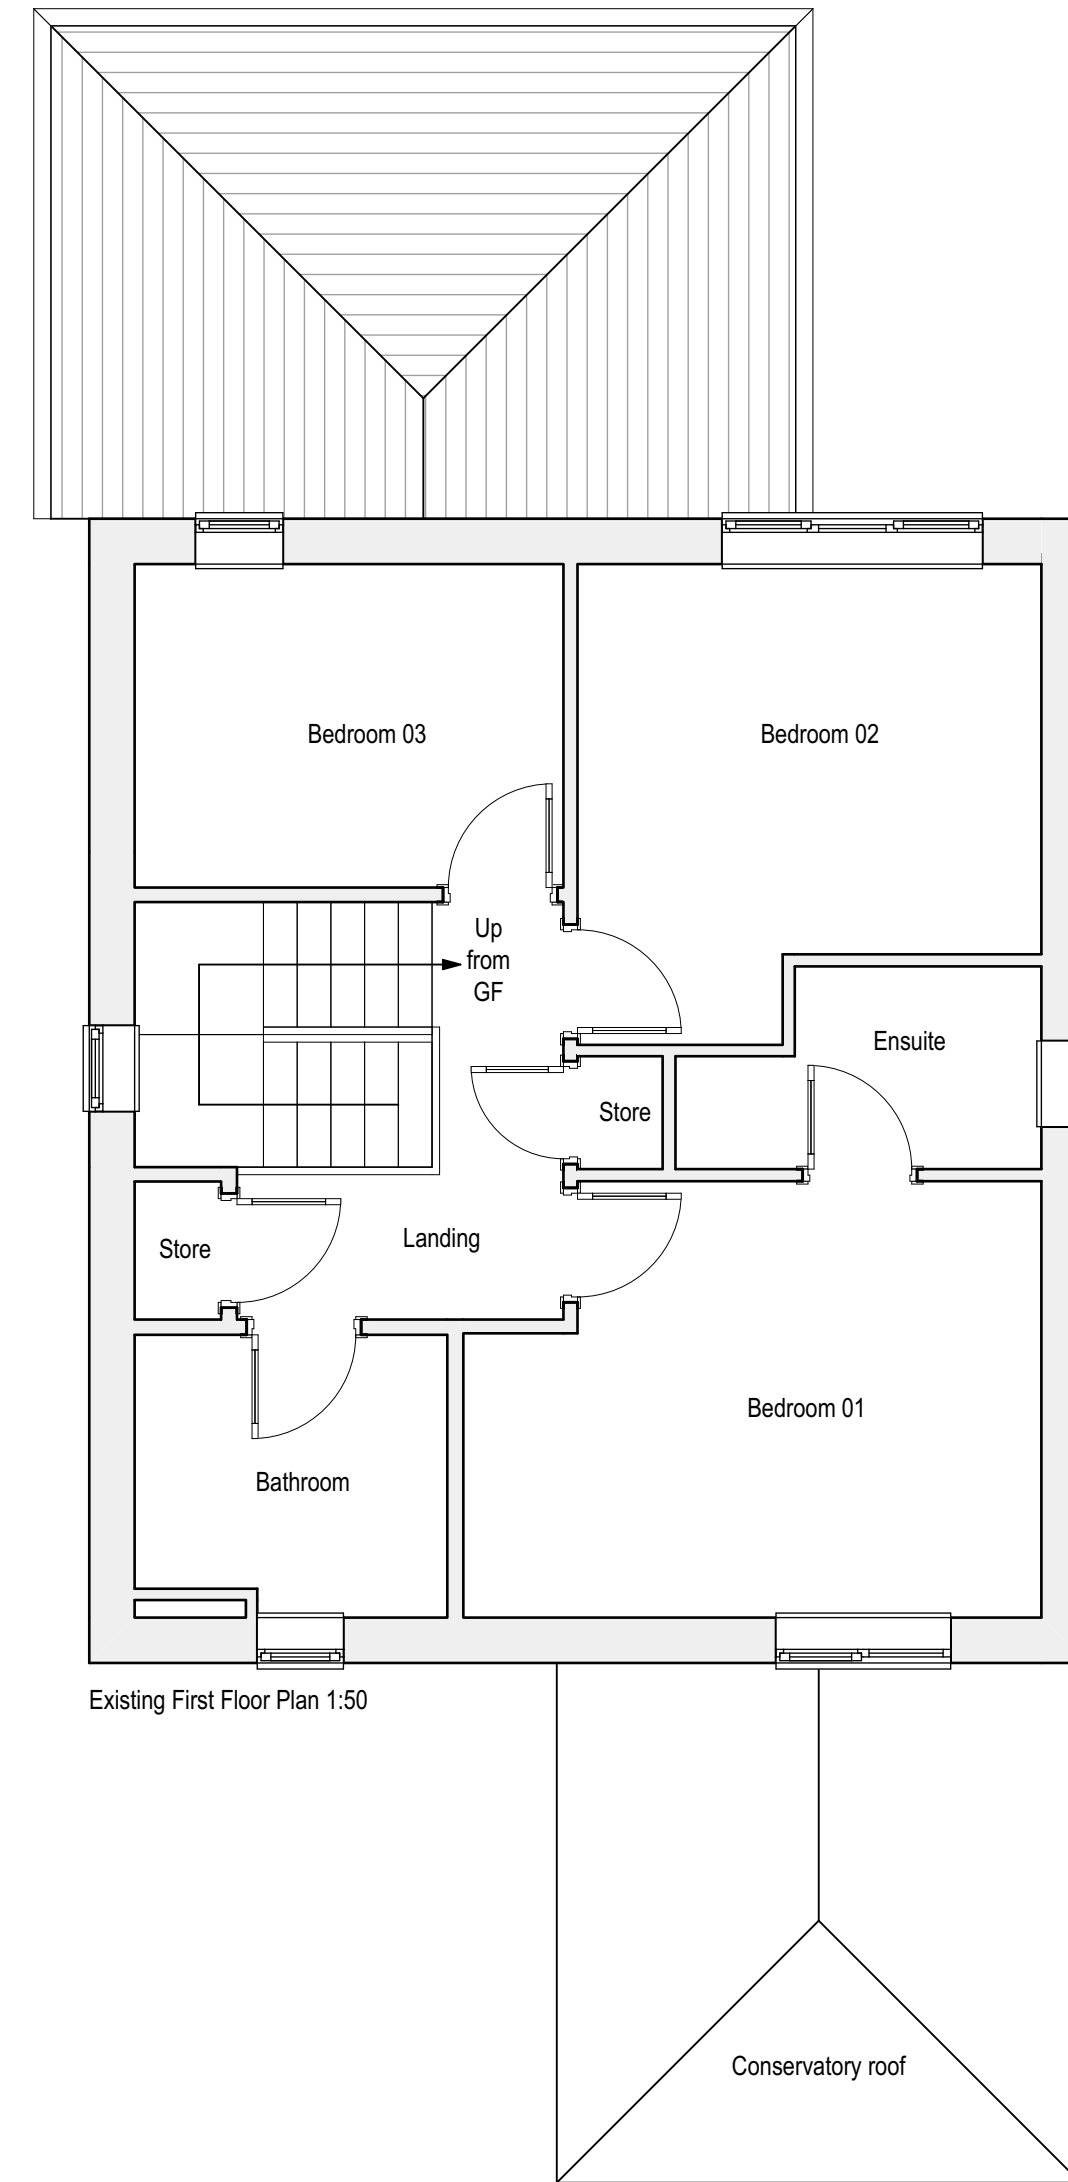 Bedroom 03
Bedroom 02
Up
from
GF
Ensuite
Store
Landing
Store
Bedroom 01
Bathroom
Existing First Floor Plan 1:50
Conservatory roof